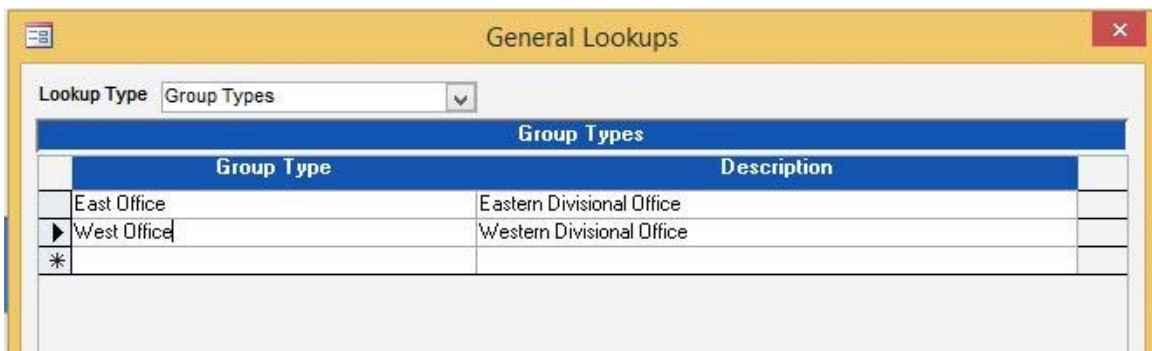 General Lookups
Lookup Type Group Types
Group Types
Group Type Description
East Office Eastern Divisional Office
West Office Western Divisional Office